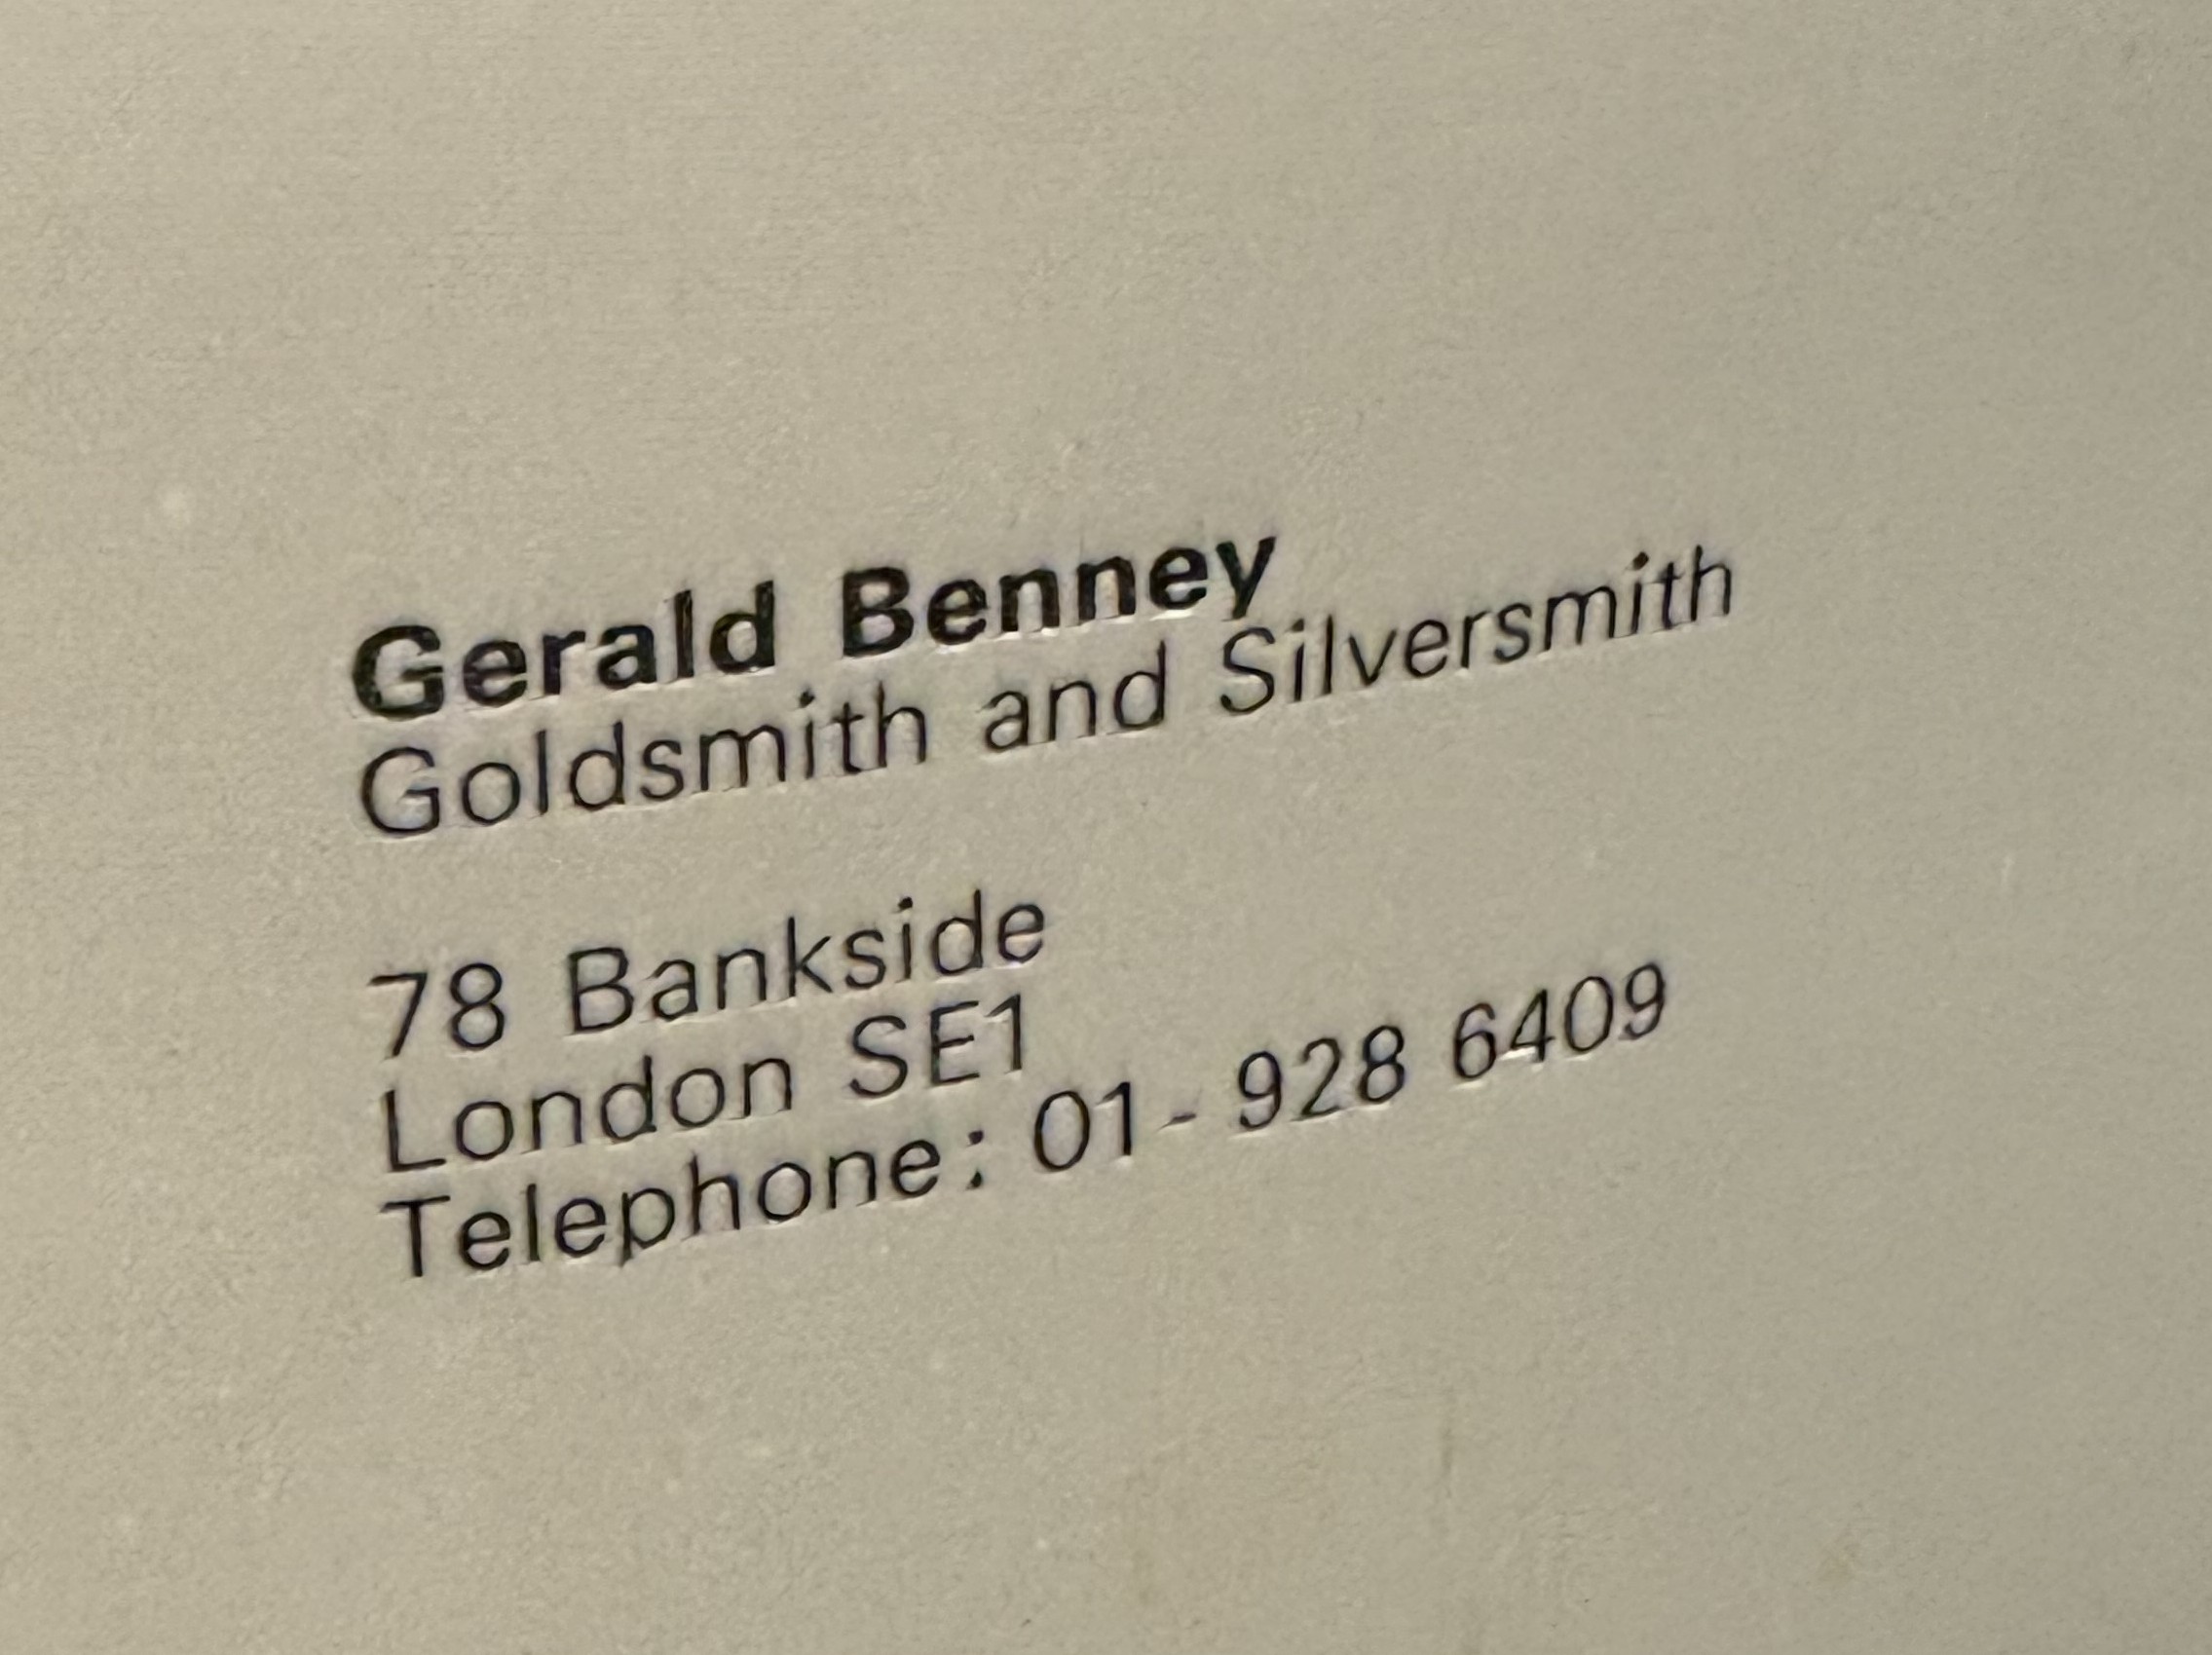 Gerald Benney
Goldsmith and Silversmith
78 Bankside
London SE1
Telephone: 01- 928 6409